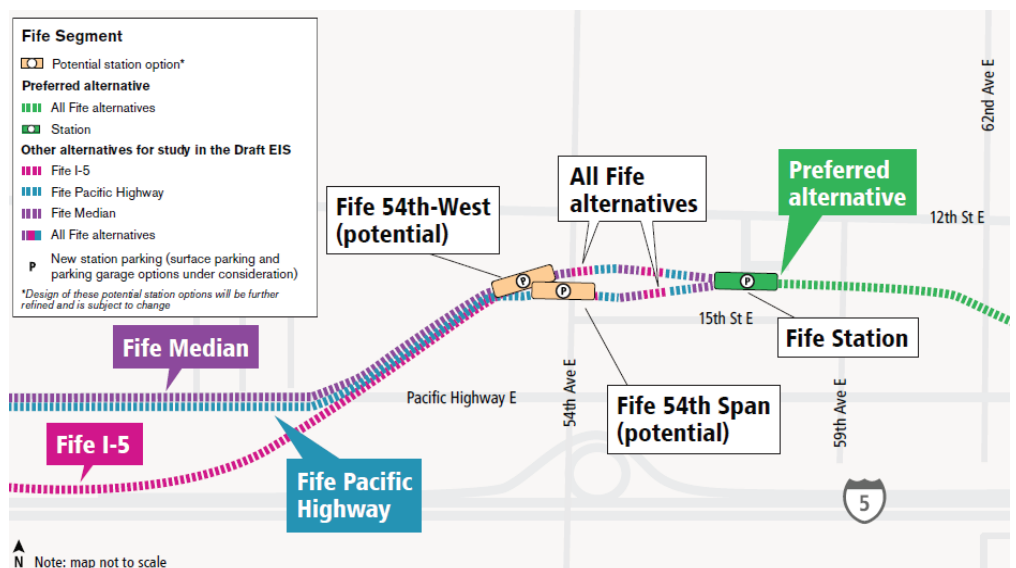 Fife Segment
Potential station option*
Preferred alternative
All Fife alternatives
Station
Other alternatives for study in the Draft EIS
Fife I-5
Fife Pacific Highway
Fife Median
All Fife alternatives
P New station parking (surface parking and
parking garage options under consideration)
*Design of these potential station options will be further
refined and is subject to change
Fife 54th-West
(potential)
All Fife
alternatives
Preferred
alternative
62nd Ave E
12th St E
P
P
P
15th St E
Fife Station
Fife Median
Pacific Highway E
54th Ave E
Fife 54th Span
(potential)
59th Ave E
Fife I-5
Fife Pacific
Highway
5
N Note: map not to scale